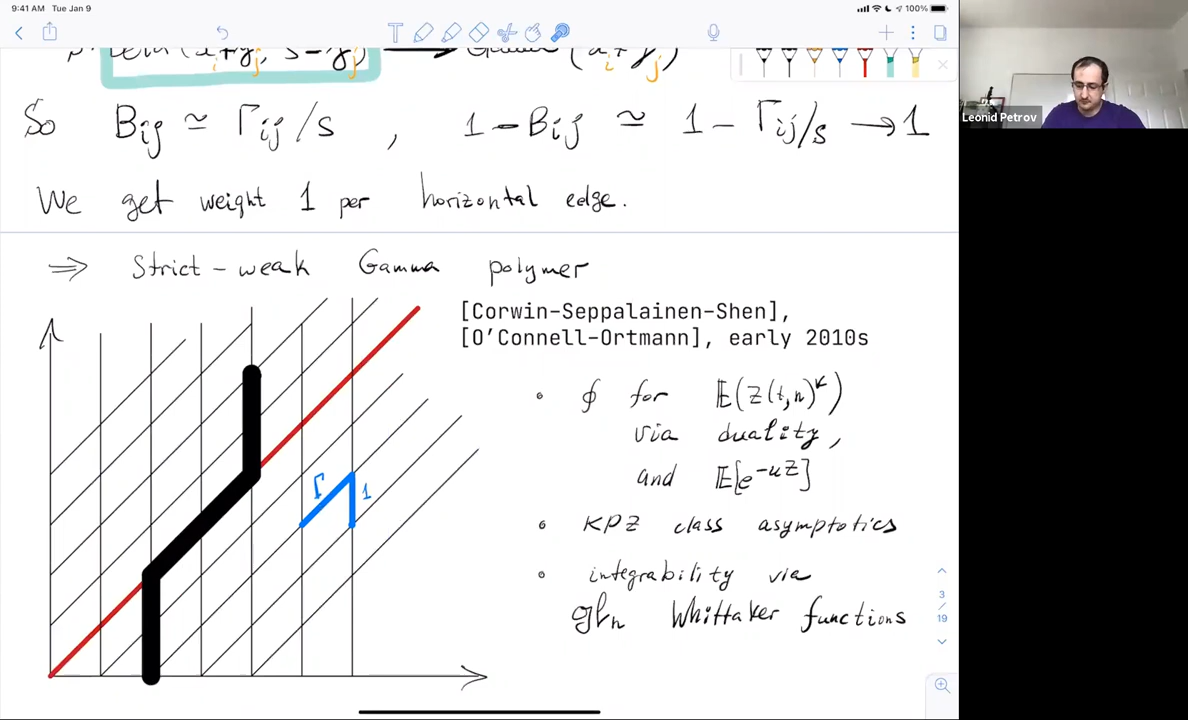 9:41 AM Tue Jan 9
100%
So B_ij ≃ Γ_ij/s , 1 - B_ij ≃ 1 - Γ_ij/s → 1
We get weight 1 per horizontal edge.
⇒ Strict-weak Gamma polymer
[Corwin-Seppalainen-Shen],
[O'Connell-Ortmann], early 2010s
• ∮ for 𝔼(Z(t,n)^k)
via duality,
and 𝔼[e^-uZ]
• KPZ class asymptotics
• integrability via
gl_n Whittaker functions
Γ
1
3
/
19
Leonid Petrov